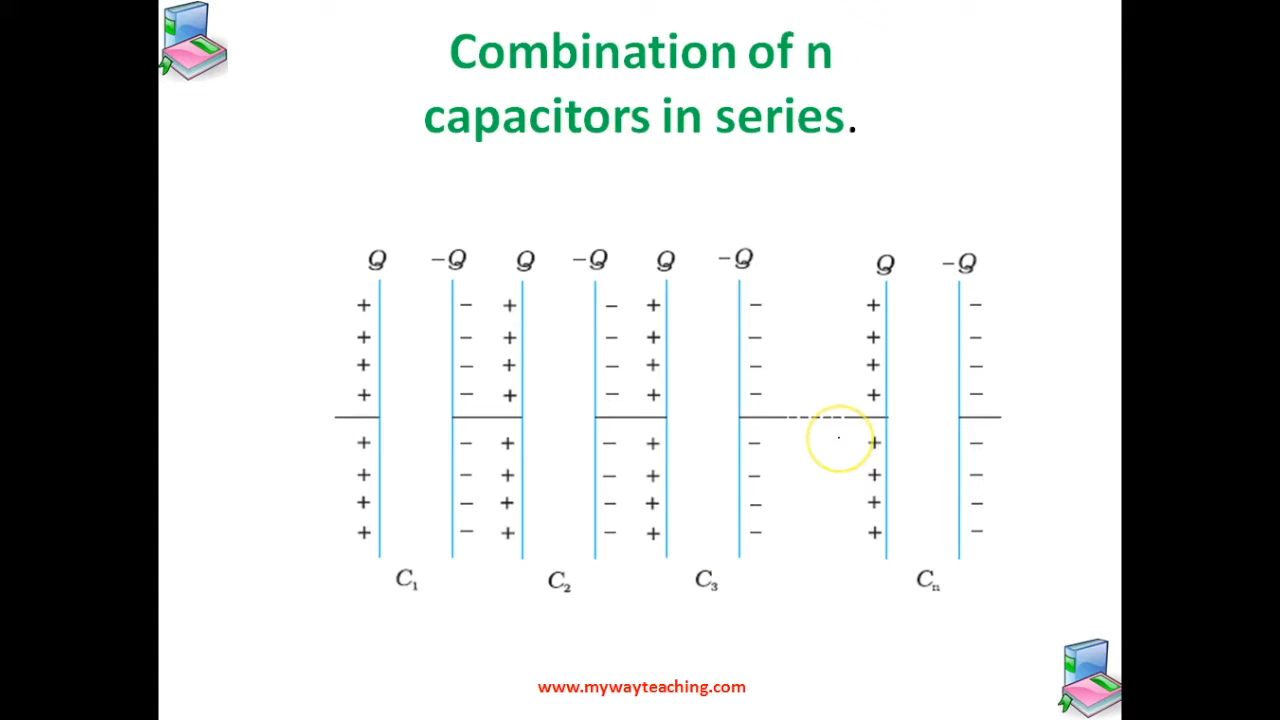 Combination of n
capacitors in series.
Q −Q Q −Q Q −Q Q −Q
+ − + − + − + −
+ − + − + − + −
+ − + − + − + −
+ − + − + − + −
+ − + − + − + −
+ − + − + − + −
+ − + − + − + −
+ − + − + − + −
C₁ C₂ C₃ Cₙ
www.mywayteaching.com